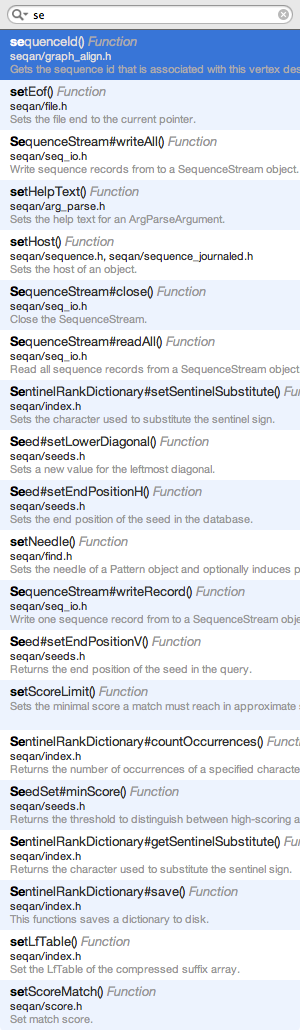 se
sequenceId() Function
seqan/graph_align.h
Gets the sequence id that is associated with this vertex des
setEof() Function
seqan/file.h
Sets the file end to the current pointer.
SequenceStream#writeAll() Function
seqan/seq_io.h
Write sequence records from to a SequenceStream object.
setHelpText() Function
seqan/arg_parse.h
Sets the help text for an ArgParseArgument.
setHost() Function
seqan/sequence.h, seqan/sequence_journaled.h
Sets the host of an object.
SequenceStream#close() Function
seqan/seq_io.h
Close the SequenceStream.
SequenceStream#readAll() Function
seqan/seq_io.h
Read all sequence records from a SequenceStream object
SentinelRankDictionary#setSentinelSubstitute() Fu
seqan/index.h
Sets the character used to substitute the sentinel sign.
Seed#setLowerDiagonal() Function
seqan/seeds.h
Sets a new value for the leftmost diagonal.
Seed#setEndPositionH() Function
seqan/seeds.h
Sets the end position of the seed in the database.
setNeedle() Function
seqan/find.h
Sets the needle of a Pattern object and optionally induces p
SequenceStream#writeRecord() Function
seqan/seq_io.h
Write one sequence record from to a SequenceStream obje
Seed#setEndPositionV() Function
seqan/seeds.h
Returns the end position of the seed in the query.
setScoreLimit() Function
Sets the minimal score a match must reach in approximate s
SentinelRankDictionary#countOccurrences() Functi
seqan/index.h
Returns the number of occurrences of a specified characte
SeedSet#minScore() Function
seqan/seeds.h
Returns the threshold to distinguish between high-scoring a
SentinelRankDictionary#getSentinelSubstitute() Fu
seqan/index.h
Returns the character used to substitute the sentinel sign.
SentinelRankDictionary#save() Function
seqan/index.h
This functions saves a dictionary to disk.
setLfTable() Function
seqan/index.h
Set the LfTable of the compressed suffix array.
setScoreMatch() Function
seqan/score.h
Set match score.